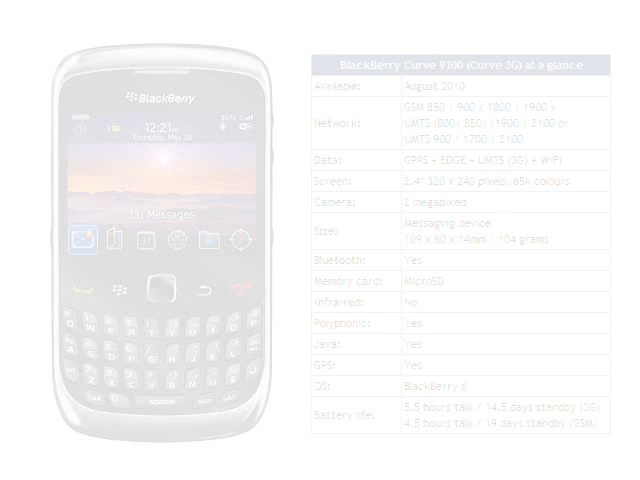 BlackBerry
12:21
Thursday, May 20
(3) Messages
space
BlackBerry Curve 9300 (Curve 3G) at a glance
Available: August 2010
Network: GSM 850 / 900 / 1800 / 1900 +
UMTS (800/ 850) /1900 / 2100 or
UMTS 900 / 1700 / 2100
Data: GPRS + EDGE + UMTS (3G) + WiFi
Screen: 2.4" 320 x 240 pixels, 65k colours
Camera: 2 megapixels
Size: Messaging device
109 x 60 x 14mm / 104 grams
Bluetooth: Yes
Memory card: MicroSD
Infra-red: No
Polyphonic: Yes
Java: Yes
GPS: Yes
OS: BlackBerry 6
Battery life: 5.5 hours talk / 14.5 days standby (3G)
4.5 hours talk / 19 days standby (GSM)